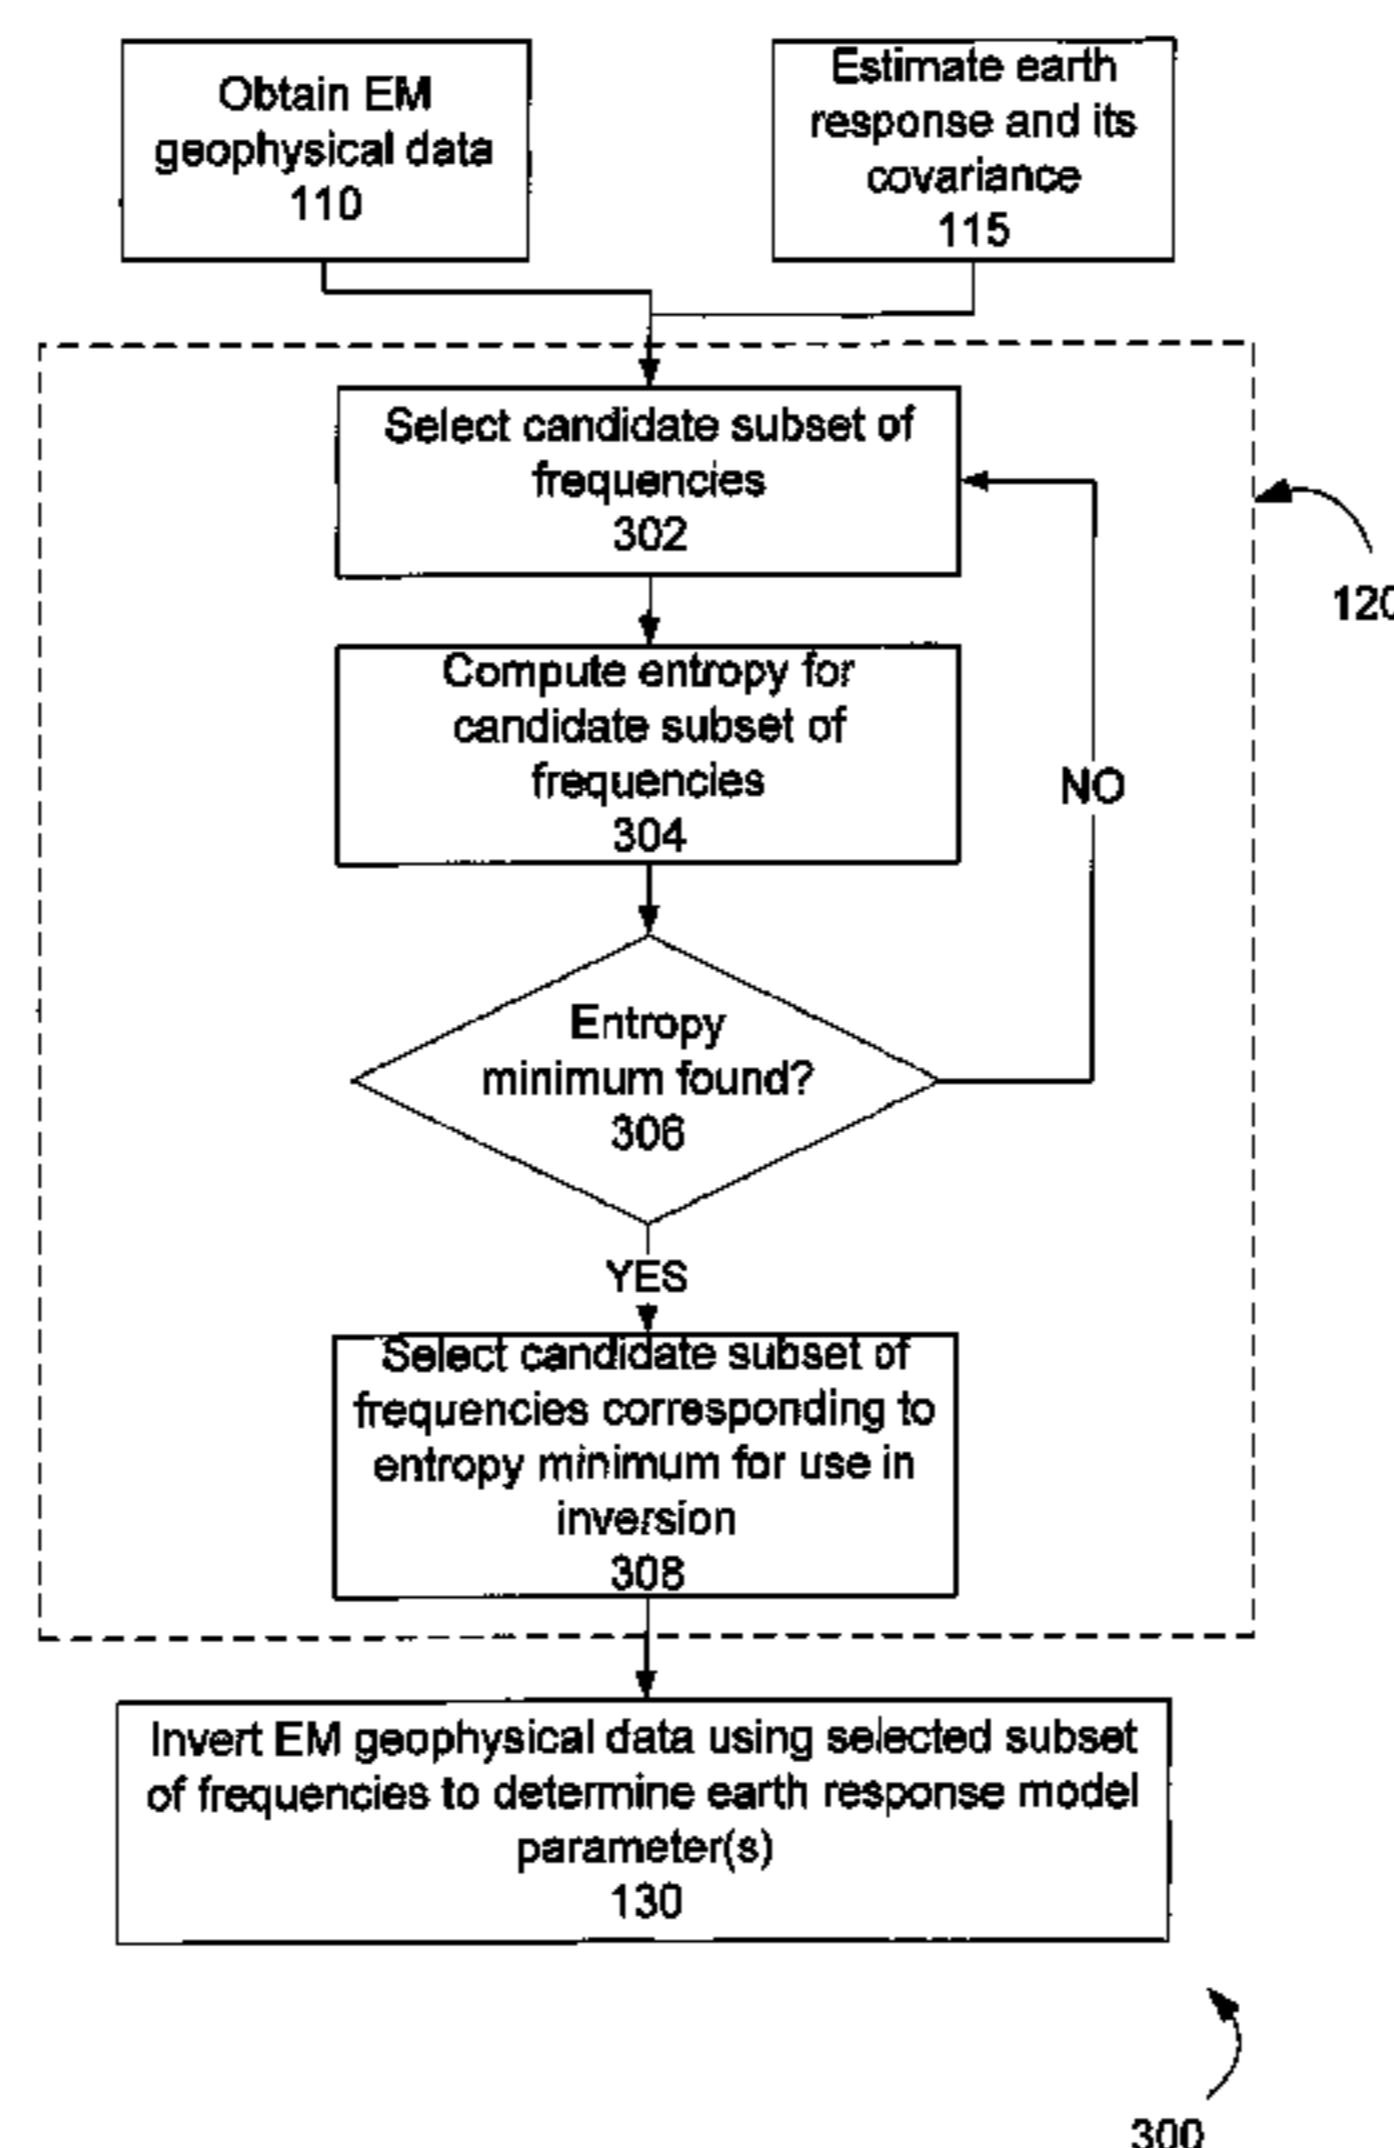 Obtain EM
geophysical data
110
Estimate earth
response and its
covariance
115
Select candidate subset of
frequencies
302
120
Compute entropy for
candidate subset of
frequencies
304
NO
Entropy
minimum found?
306
YES
Select candidate subset of
frequencies corresponding to
entropy minimum for use in
inversion
308
Invert EM geophysical data using selected subset
of frequencies to determine earth response model
parameter(s)
130
300